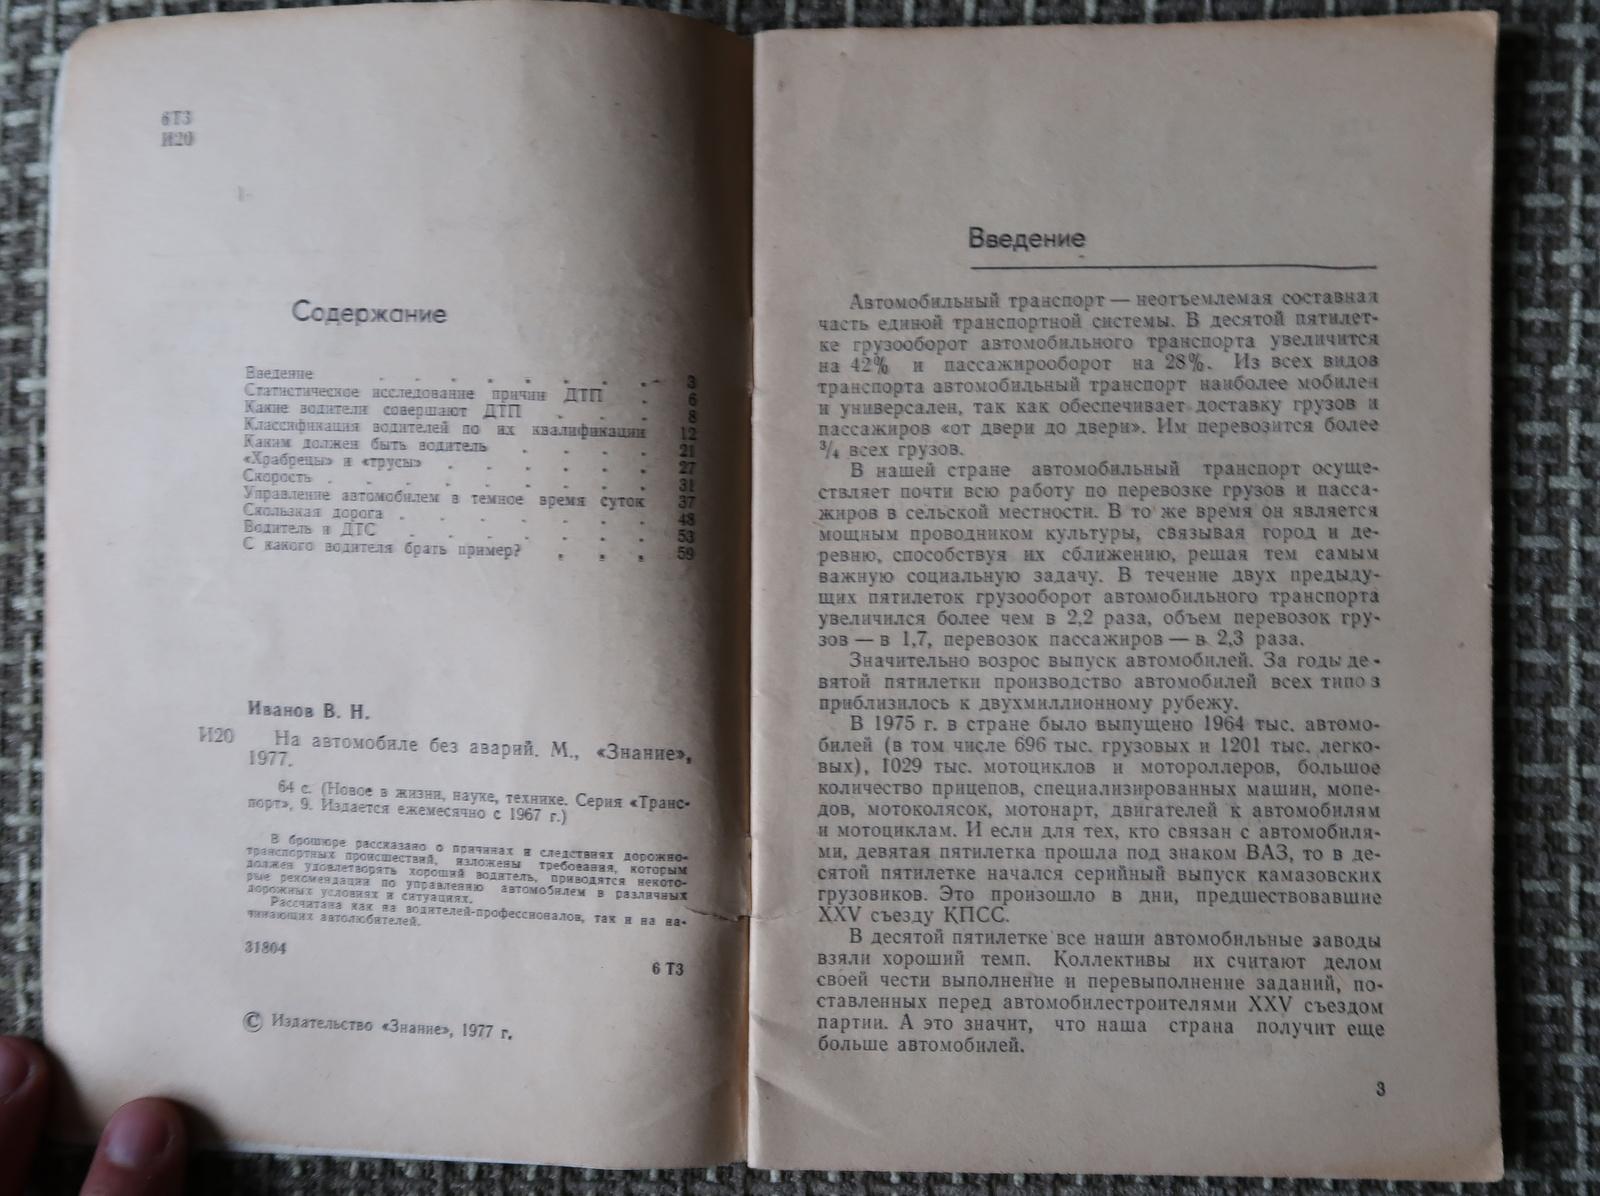 6Т3
И20
Содержание
Введение . . . . . . . . 3
Статистическое исследование причин ДТП . 6
Какие водители совершают ДТП . . . 8
Классификация водителей по их квалификации 12
Каким должен быть водитель . . . . 21
«Храбрецы» и «трусы» . . . . . . 27
Скорость . . . . . . . . . 31
Управление автомобилем в темное время суток 37
Скользкая дорога . . . . . . . 48
Водитель и ДТС . . . . . . . 53
С какого водителя брать пример? . . . 59
Иванов В. Н.
И20 На автомобиле без аварий. М., «Знание»,
1977.
64 с. (Новое в жизни, науке, технике. Серия «Транс-
порт», 9. Издается ежемесячно с 1967 г.)
В брошюре рассказано о причинах и следствиях дорожно-
транспортных происшествий, изложены требования, которым
должен удовлетворять хороший водитель, приводятся некото-
рые рекомендации по управлению автомобилем в различных
дорожных условиях и ситуациях.
Рассчитана как на водителей-профессионалов, так и на на-
чинающих автолюбителей.
31804
6 Т3
© Издательство «Знание», 1977 г.
Введение
Автомобильный транспорт — неотъемлемая составная
часть единой транспортной системы. В десятой пятилет-
ке грузооборот автомобильного транспорта увеличится
на 42% и пассажирооборот на 28%. Из всех видов
транспорта автомобильный транспорт наиболее мобилен
и универсален, так как обеспечивает доставку грузов и
пассажиров «от двери до двери». Им перевозится более
3/4 всех грузов.
В нашей стране автомобильный транспорт осуще-
ствляет почти всю работу по перевозке грузов и пасса-
жиров в сельской местности. В то же время он является
мощным проводником культуры, связывая город и де-
ревню, способствуя их сближению, решая тем самым
важную социальную задачу. В течение двух предыду-
щих пятилеток грузооборот автомобильного транспорта
увеличился более чем в 2,2 раза, объем перевозок гру-
зов — в 1,7, перевозок пассажиров — в 2,3 раза.
Значительно возрос выпуск автомобилей. За годы де-
вятой пятилетки производство автомобилей всех типов
приблизилось к двухмиллионному рубежу.
В 1975 г. в стране было выпущено 1964 тыс. автомо-
билей (в том числе 696 тыс. грузовых и 1201 тыс. легко-
вых), 1029 тыс. мотоциклов и мотороллеров, большое
количество прицепов, специализированных машин, мопе-
дов, мотоколясок, мотонарт, двигателей к автомобилям
и мотоциклам. И если для тех, кто связан с автомобиля-
ми, девятая пятилетка прошла под знаком ВАЗ, то в де-
сятой пятилетке начался серийный выпуск камазовских
грузовиков. Это произошло в дни, предшествовавшие
XXV съезду КПСС.
В десятой пятилетке все наши автомобильные заводы
взяли хороший темп. Коллективы их считают делом
своей чести выполнение и перевыполнение заданий, по-
ставленных перед автомобилестроителями XXV съездом
партии. А это значит, что наша страна получит еще
больше автомобилей.
3